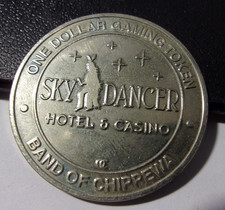 ONE DOLLAR GAMING TOKEN
SKY DANCER
HOTEL & CASINO
BAND OF CHIPPEWA